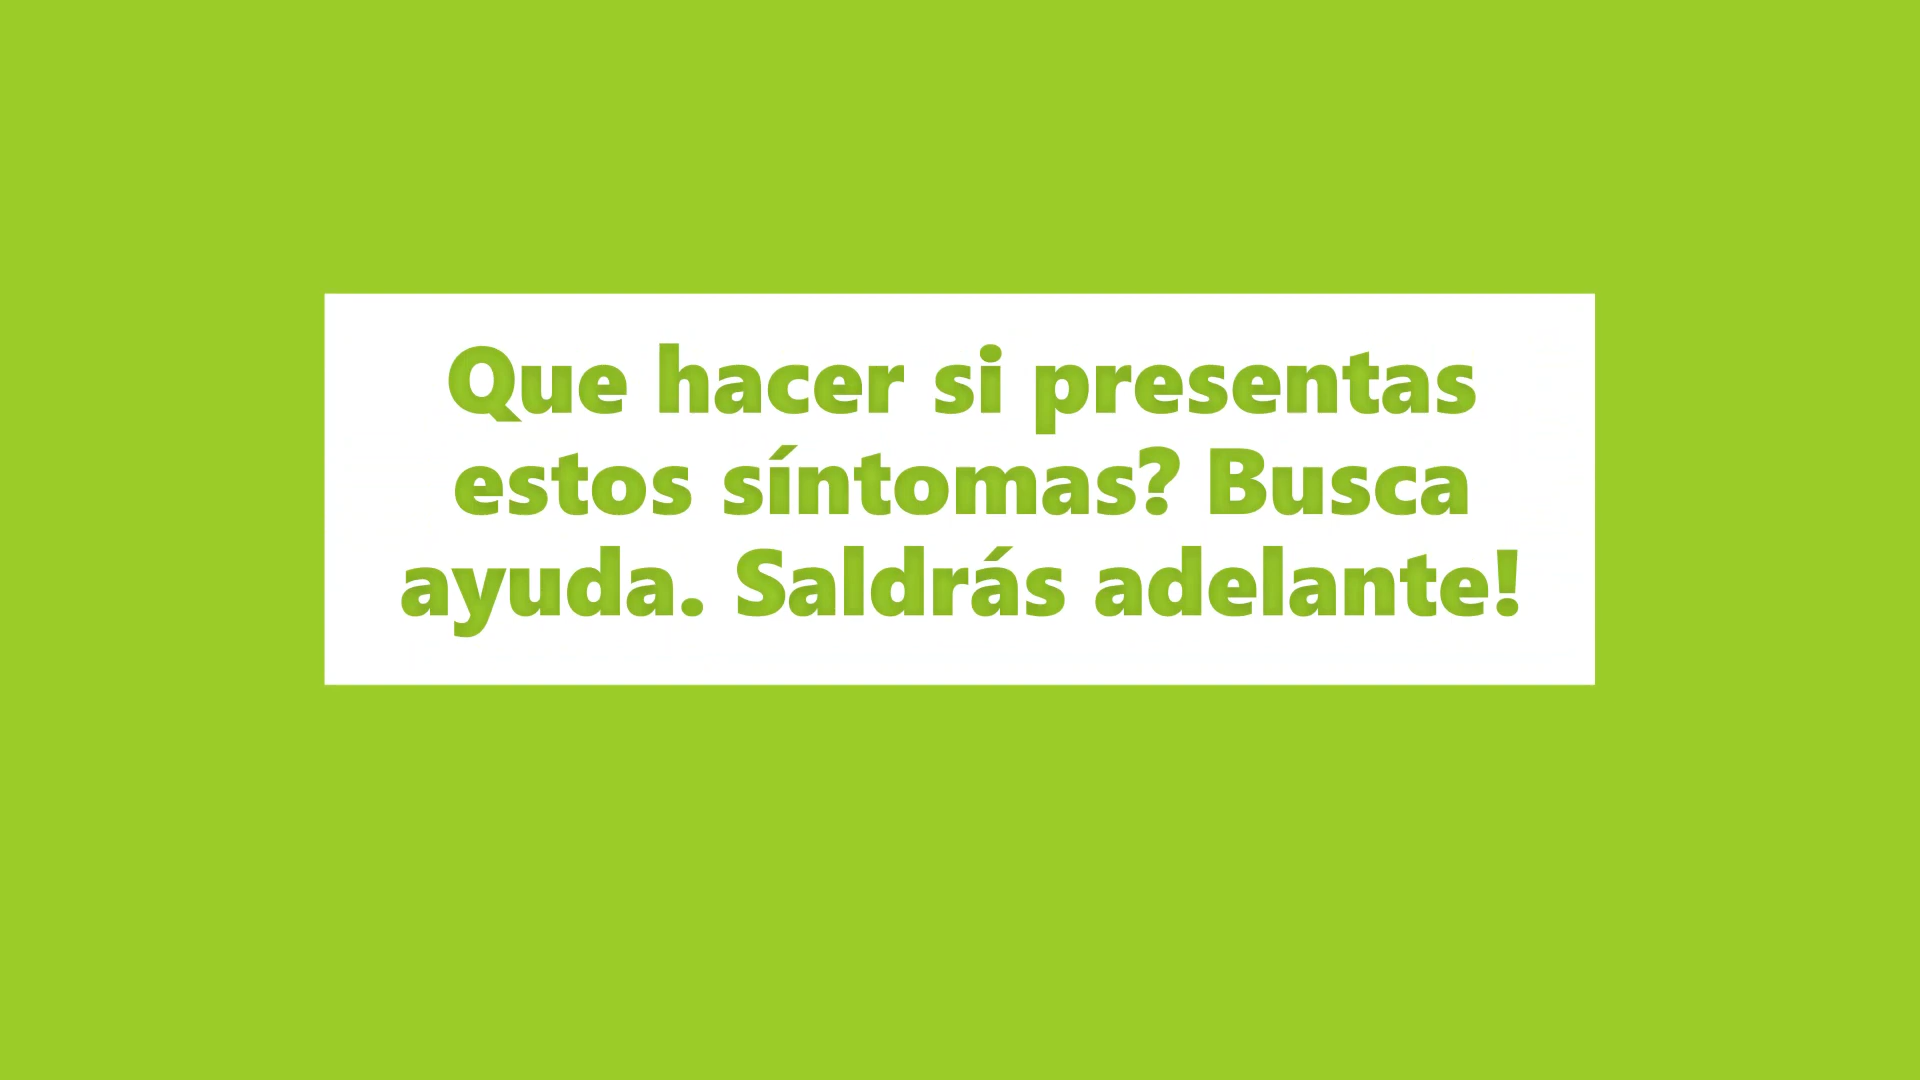 Que hacer si presentas
estos síntomas? Busca
ayuda. Saldrás adelante!